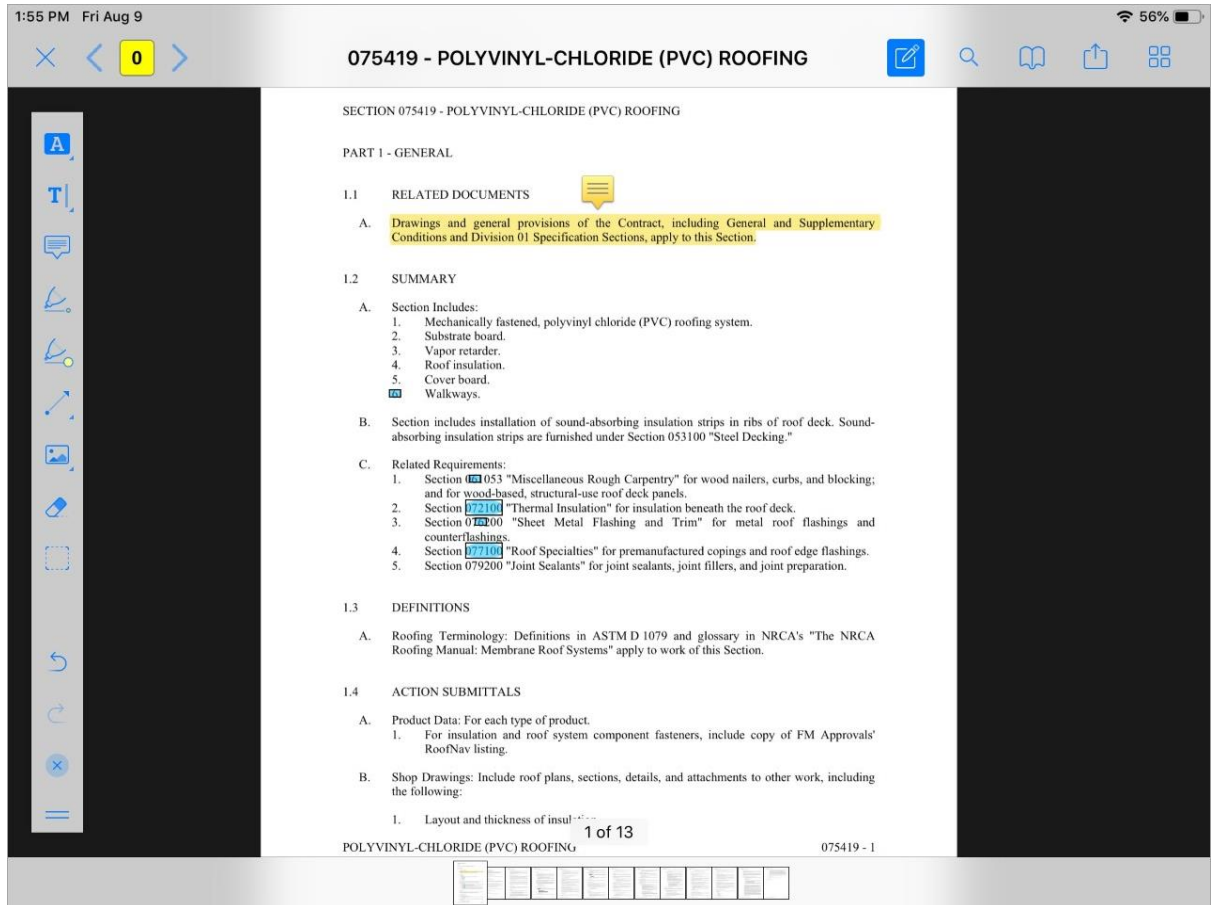 1:55 PM Fri Aug 9
56%
0
075419 - POLYVINYL-CHLORIDE (PVC) ROOFING
A
T
SECTION 075419 - POLYVINYL-CHLORIDE (PVC) ROOFING
PART 1 - GENERAL
1.1 RELATED DOCUMENTS
A. Drawings and general provisions of the Contract, including General and Supplementary
Conditions and Division 01 Specification Sections, apply to this Section.
1.2 SUMMARY
A. Section Includes:
1. Mechanically fastened, polyvinyl chloride (PVC) roofing system.
2. Substrate board.
3. Vapor retarder.
4. Roof insulation.
5. Cover board.
Walkways.
B. Section includes installation of sound-absorbing insulation strips in ribs of roof deck. Sound-
absorbing insulation strips are furnished under Section 053100 "Steel Decking."
C. Related Requirements:
1. Section 061053 "Miscellaneous Rough Carpentry" for wood nailers, curbs, and blocking;
and for wood-based, structural-use roof deck panels.
2. Section 072100 "Thermal Insulation" for insulation beneath the roof deck.
3. Section 076200 "Sheet Metal Flashing and Trim" for metal roof flashings and
counterflashings.
4. Section 077100 "Roof Specialties" for premanufactured copings and roof edge flashings.
5. Section 079200 "Joint Sealants" for joint sealants, joint fillers, and joint preparation.
1.3 DEFINITIONS
A. Roofing Terminology: Definitions in ASTM D 1079 and glossary in NRCA's "The NRCA
Roofing Manual: Membrane Roof Systems" apply to work of this Section.
1.4 ACTION SUBMITTALS
A. Product Data: For each type of product.
1. For insulation and roof system component fasteners, include copy of FM Approvals'
RoofNav listing.
B. Shop Drawings: Include roof plans, sections, details, and attachments to other work, including
the following:
1. Layout and thickness of
1 of 13
POLYVINYL-CHLORIDE (PVC) ROOFING 075419 - 1